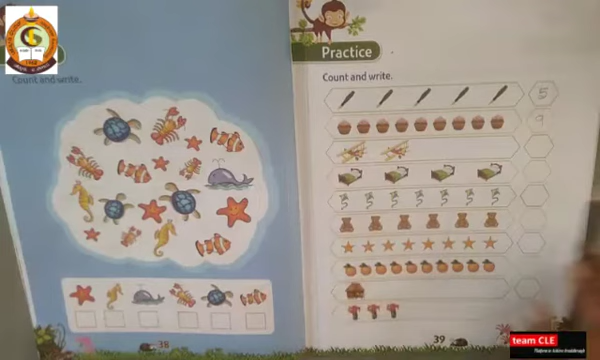 Count and write.
38
Practice
Count and write.
5
9
39
team CLE